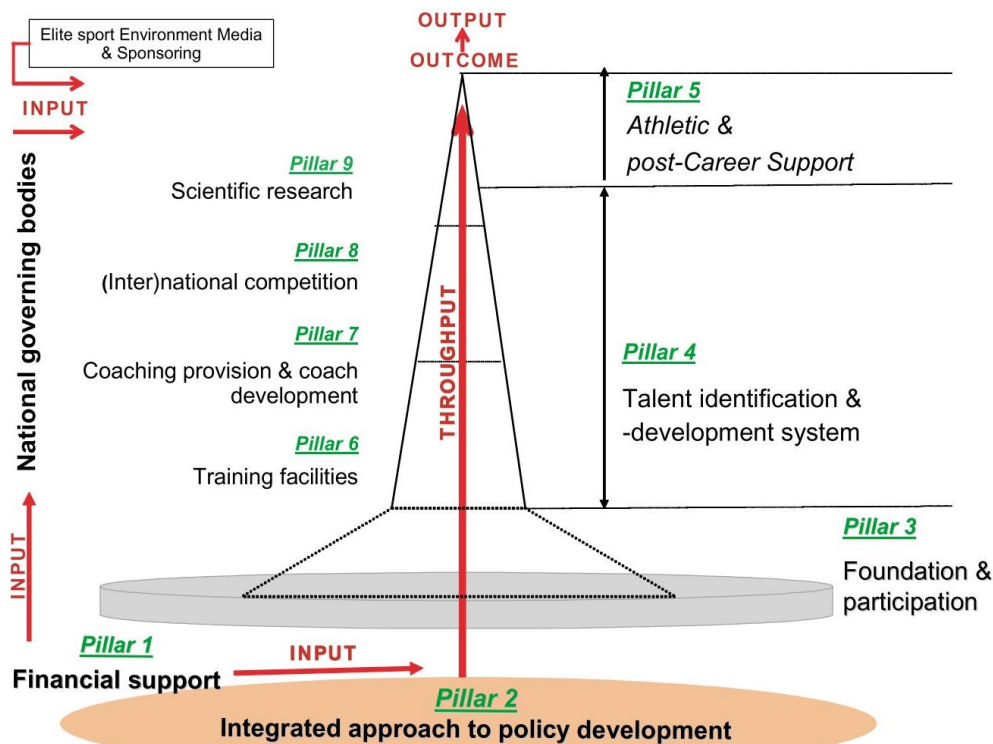 OUTPUT
OUTCOME
Elite sport Environment Media
& Sponsoring
INPUT
National governing bodies
INPUT
Pillar 9
Scientific research
Pillar 8
(Inter)national competition
Pillar 7
Coaching provision & coach
development
Pillar 6
Training facilities
THROUGHPUT
Pillar 5
Athletic &
post-Career Support
Pillar 4
Talent identification &
-development system
Pillar 3
Foundation &
participation
Pillar 1
Financial support
INPUT
Pillar 2
Integrated approach to policy development